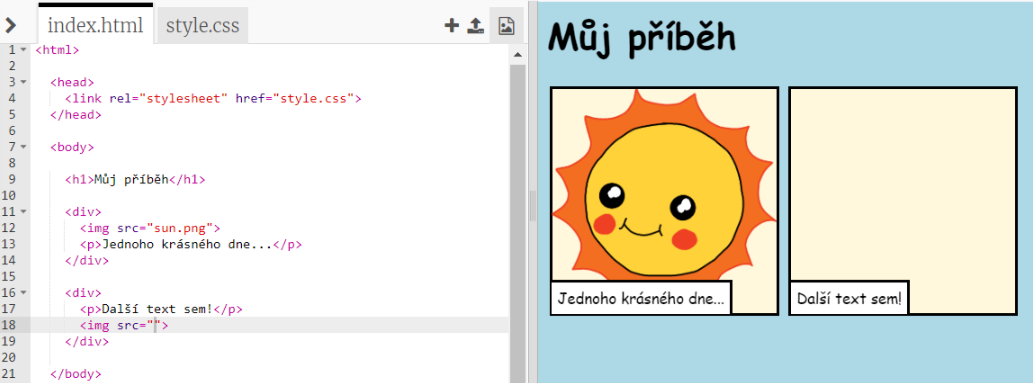 index.html style.css
1 <html>
2
3 <head>
4 <link rel="stylesheet" href="style.css">
5 </head>
6
7 <body>
8
9 <h1>Můj příběh</h1>
10
11 <div>
12 <img src="sun.png">
13 <p>Jednoho krásného dne...</p>
14 </div>
15
16 <div>
17 <p>Další text sem!</p>
18 <img src="">
19 </div>
20
21 </body>
Můj příběh
Jednoho krásného dne...
Další text sem!